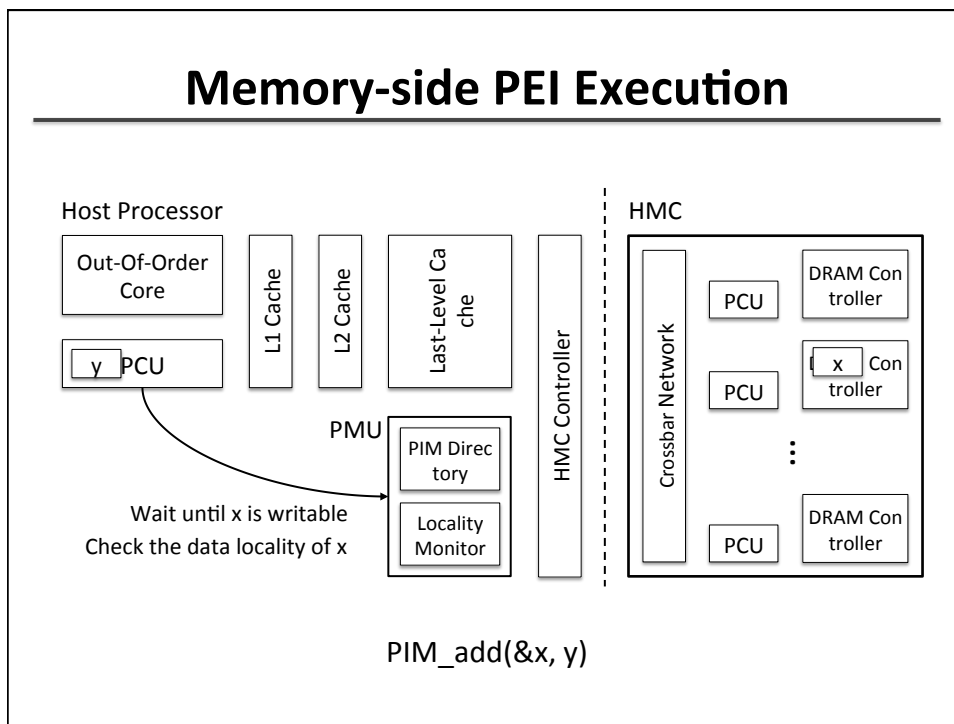 Memory-side PEI Execution
Host Processor
HMC
Out-Of-Order
Core
L1 Cache
L2 Cache
Last-Level Ca
che
HMC Controller
Crossbar Network
PCU
DRAM Con
troller
y PCU
PCU
x Con
troller
PMU
PIM Direc
tory
Locality
Monitor
Wait until x is writable
Check the data locality of x
⋮
PCU
DRAM Con
troller
PIM_add(&x, y)